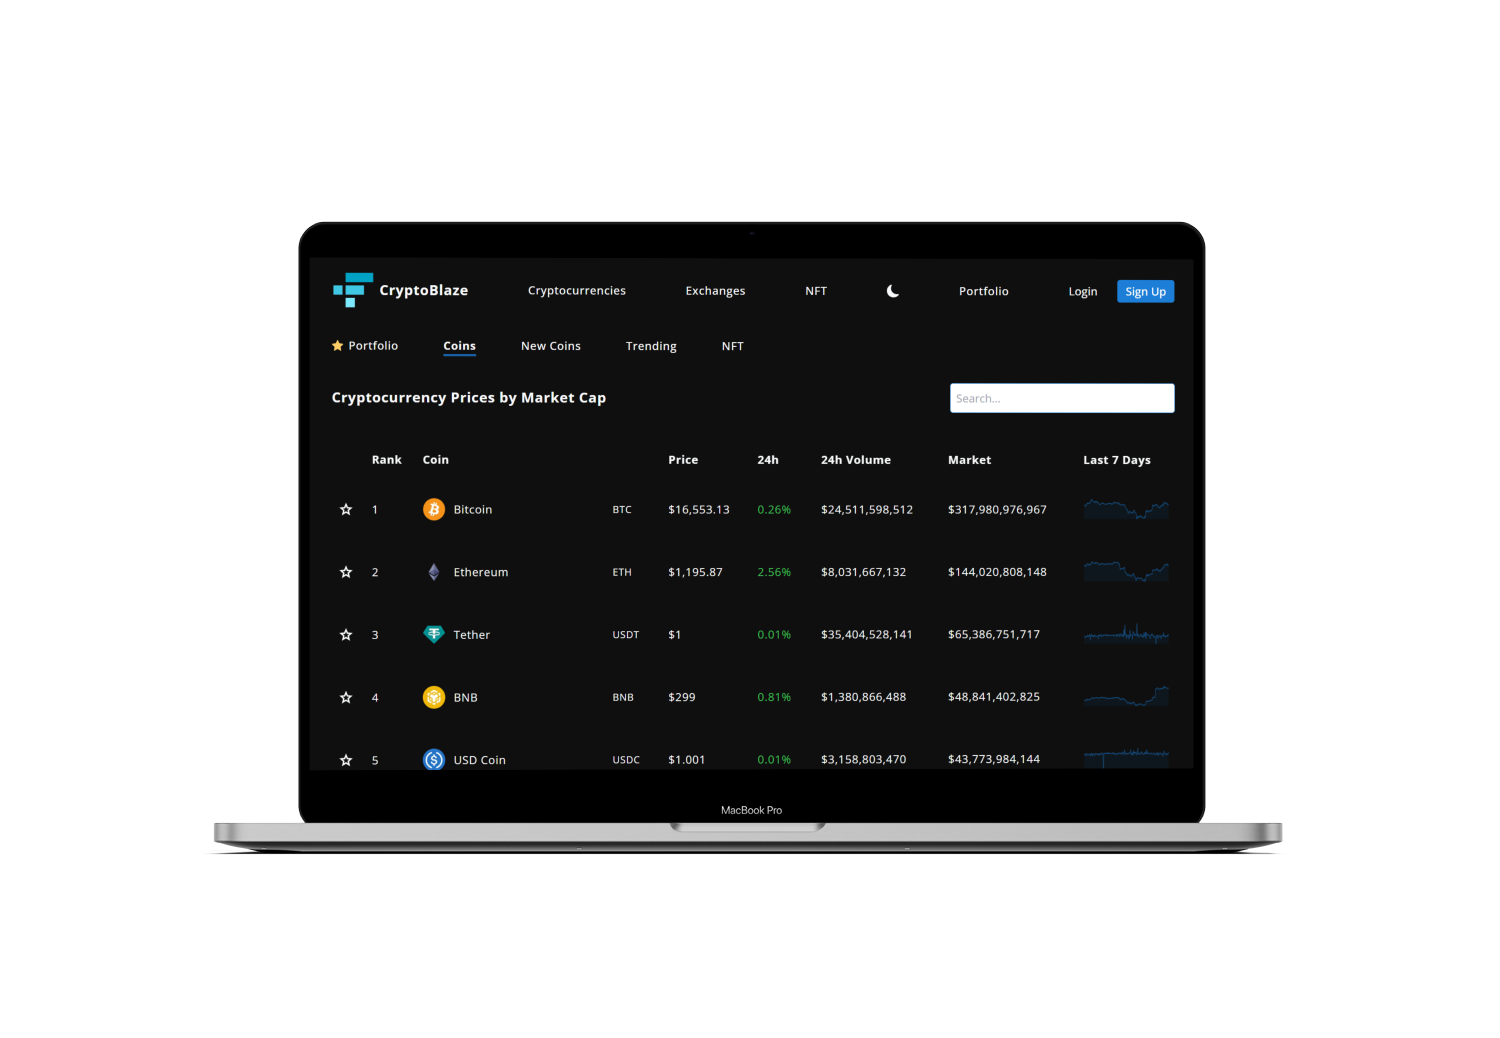 CryptoBlaze Cryptocurrencies Exchanges NFT Portfolio Login Sign Up
Portfolio Coins New Coins Trending NFT
Cryptocurrency Prices by Market Cap Search...
Rank Coin Price 24h 24h Volume Market Last 7 Days
1 Bitcoin BTC $16,553.13 0.26% $24,511,598,512 $317,980,976,967
2 Ethereum ETH $1,195.87 2.56% $8,031,667,132 $144,020,808,148
3 Tether USDT $1 0.01% $35,404,528,141 $65,386,751,717
4 BNB BNB $299 0.81% $1,380,866,488 $48,841,402,825
5 USD Coin USDC $1.001 0.01% $3,158,803,470 $43,773,984,144
MacBook Pro